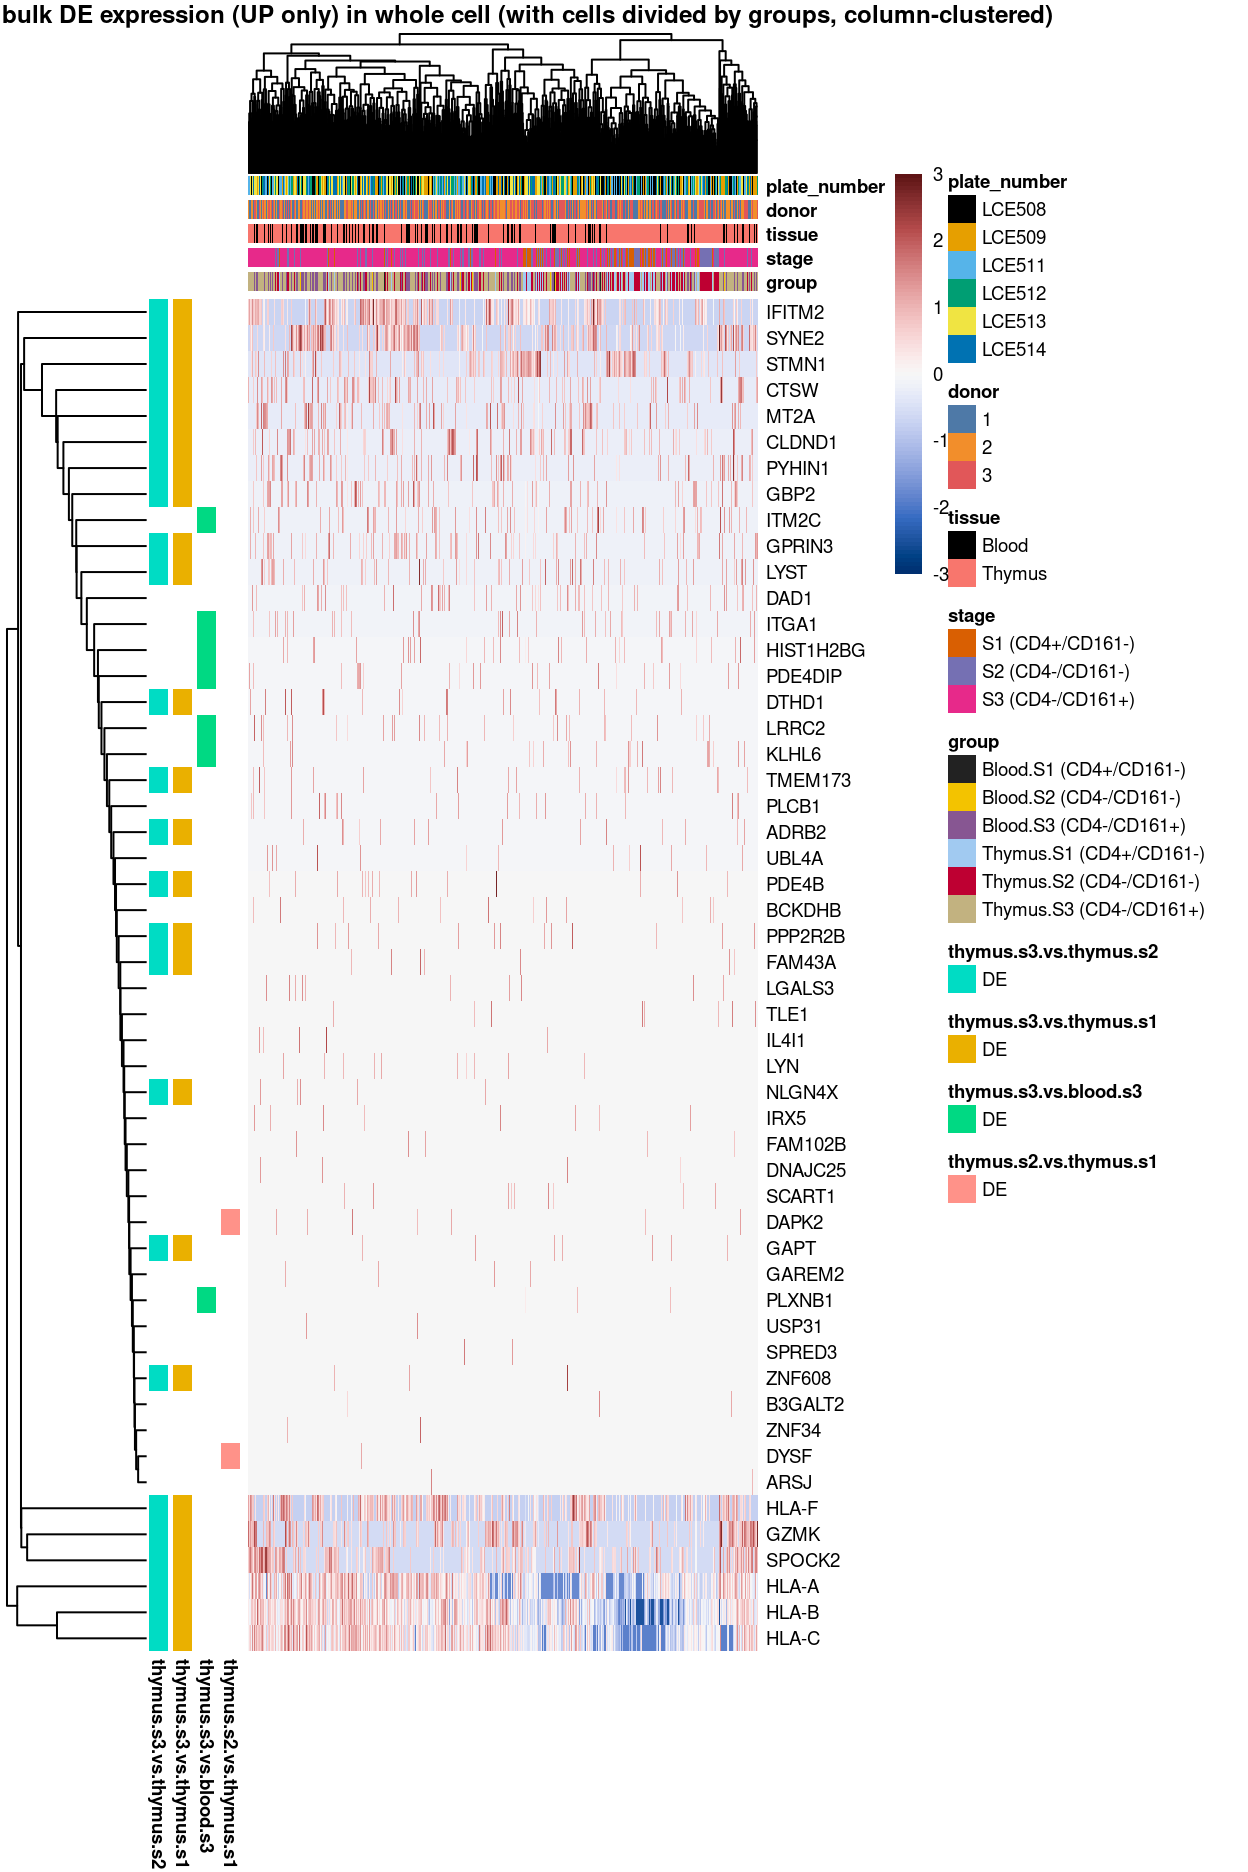 bulk DE expression (UP only) in whole cell (with cells divided by groups, column-clustered)
plate_number
donor
tissue
stage
group
IFITM2
SYNE2
STMN1
CTSW
MT2A
CLDND1
PYHIN1
GBP2
ITM2C
GPRIN3
LYST
DAD1
ITGA1
HIST1H2BG
PDE4DIP
DTHD1
LRRC2
KLHL6
TMEM173
PLCB1
ADRB2
UBL4A
PDE4B
BCKDHB
PPP2R2B
FAM43A
LGALS3
TLE1
IL4I1
LYN
NLGN4X
IRX5
FAM102B
DNAJC25
SCART1
DAPK2
GAPT
GAREM2
PLXNB1
USP31
SPRED3
ZNF608
B3GALT2
ZNF34
DYSF
ARSJ
HLA-F
GZMK
SPOCK2
HLA-A
HLA-B
HLA-C
thymus.s3.vs.thymus.s2
thymus.s3.vs.thymus.s1
thymus.s3.vs.blood.s3
thymus.s2.vs.thymus.s1
3
2
1
0
-1
-2
-3
plate_number
LCE508
LCE509
LCE511
LCE512
LCE513
LCE514
donor
1
2
3
tissue
Blood
Thymus
stage
S1 (CD4+/CD161-)
S2 (CD4-/CD161-)
S3 (CD4-/CD161+)
group
Blood.S1 (CD4+/CD161-)
Blood.S2 (CD4-/CD161-)
Blood.S3 (CD4-/CD161+)
Thymus.S1 (CD4+/CD161-)
Thymus.S2 (CD4-/CD161-)
Thymus.S3 (CD4-/CD161+)
thymus.s3.vs.thymus.s2
DE
thymus.s3.vs.thymus.s1
DE
thymus.s3.vs.blood.s3
DE
thymus.s2.vs.thymus.s1
DE